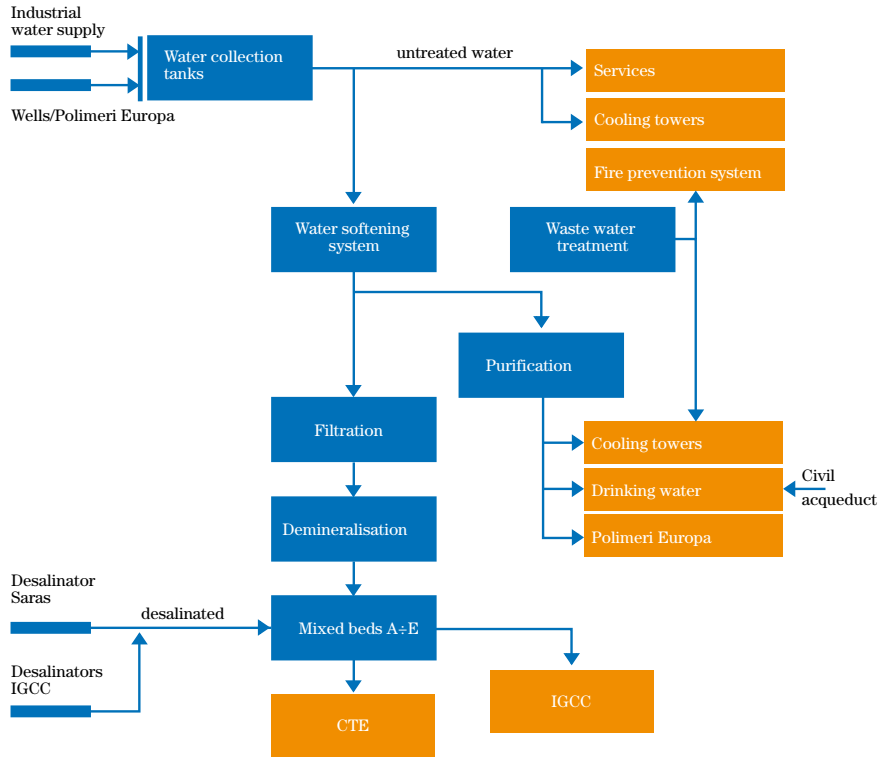 Industrial
water supply
Water collection
tanks
untreated water
Services
Wells/Polimeri Europa
Cooling towers
Fire prevention system
Water softening
system
Waste water
treatment
Purification
Filtration
Cooling towers
Drinking water
Civil
acqueduct
Demineralisation
Polimeri Europa
Desalinator
Saras
desalinated
Mixed beds A÷E
Desalinators
IGCC
IGCC
CTE